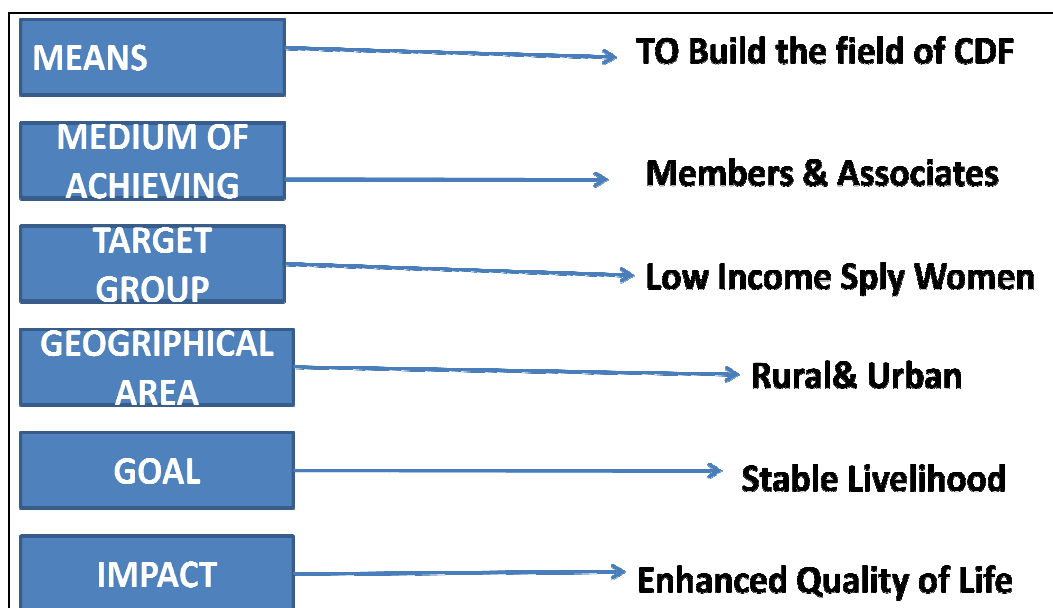 MEANS
TO Build the field of CDF
MEDIUM OF
ACHIEVING
Members & Associates
TARGET
GROUP
Low Income Sply Women
GEOGRIPHICAL
AREA
Rural& Urban
GOAL
Stable Livelihood
IMPACT
Enhanced Quality of Life